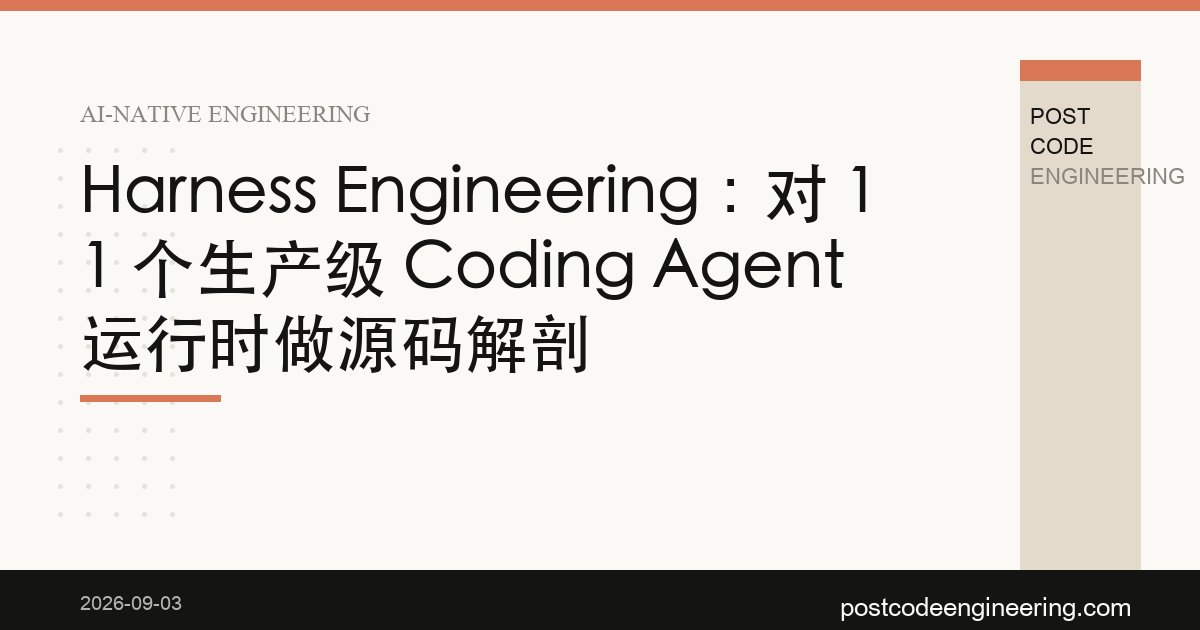 AI-NATIVE ENGINEERING
Harness Engineering：对 1
1 个生产级 Coding Agent
运行时做源码解剖
POST
CODE
ENGINEERING
2026-09-03
postcodeengineering.com